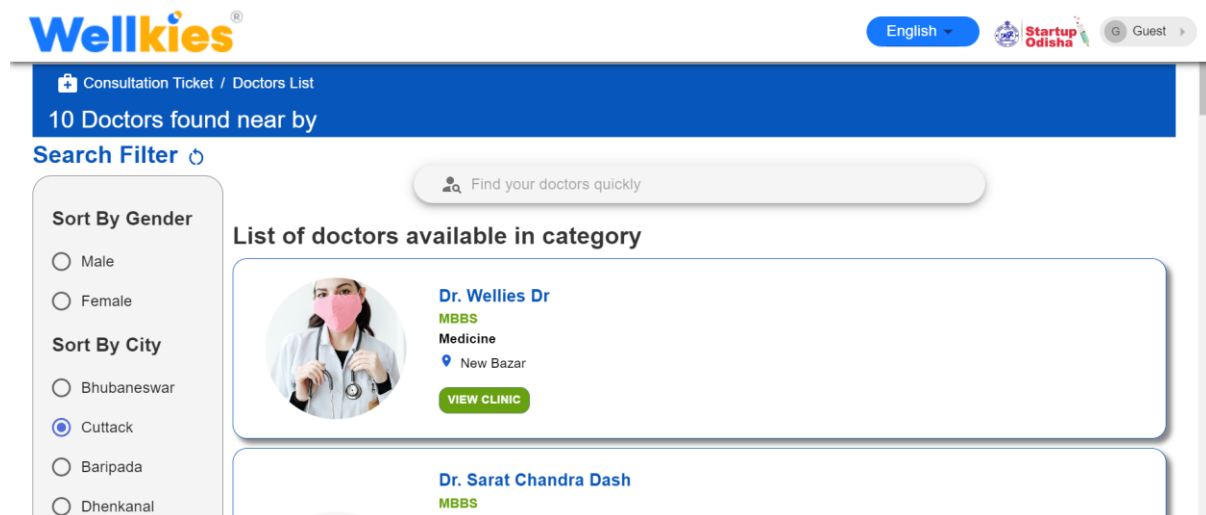 Wellkies®
English
Startup Odisha
G Guest
Consultation Ticket / Doctors List
10 Doctors found near by
Search Filter
Find your doctors quickly
Sort By Gender
Male
Female
Sort By City
Bhubaneswar
Cuttack
Baripada
Dhenkanal
List of doctors available in category
Dr. Wellies Dr
MBBS
Medicine
New Bazar
VIEW CLINIC
Dr. Sarat Chandra Dash
MBBS